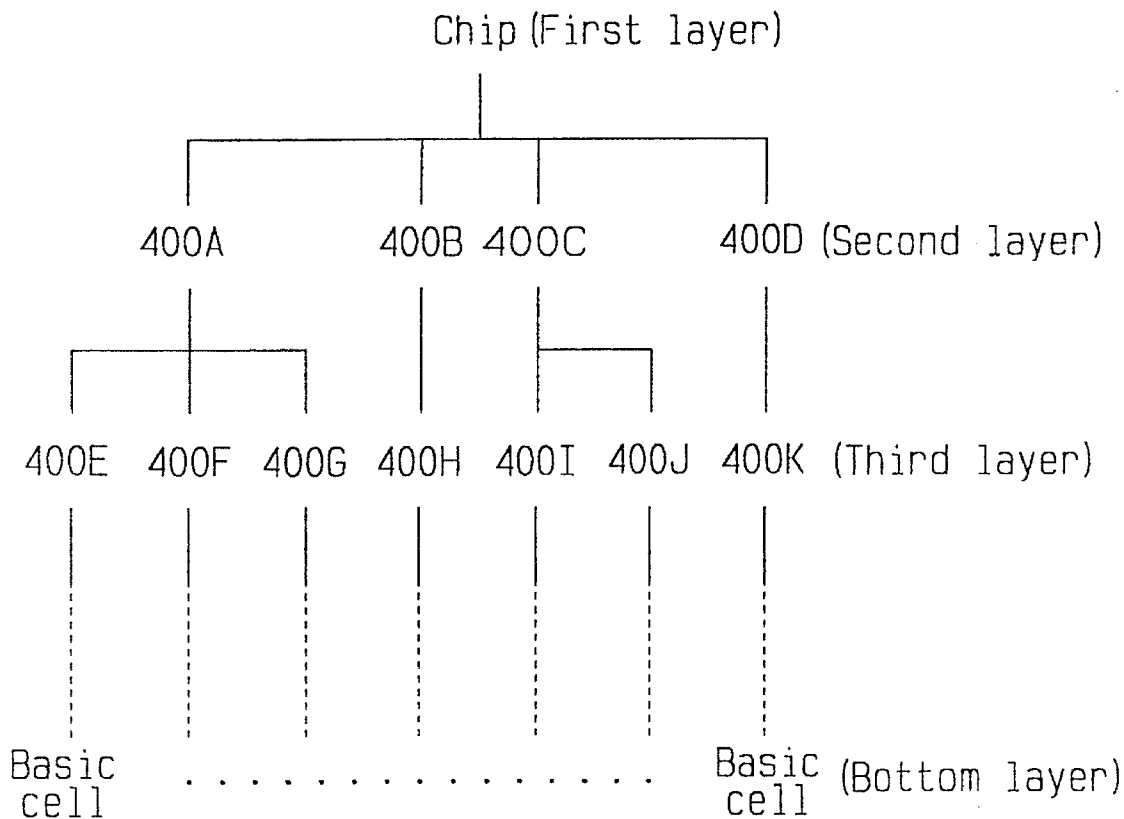 Chip (First layer)
400A 400B 400C 400D (Second layer)
400E 400F 400G 400H 400I 400J 400K (Third layer)
Basic cell . . . . . . . . . . . . . . . Basic cell (Bottom layer)